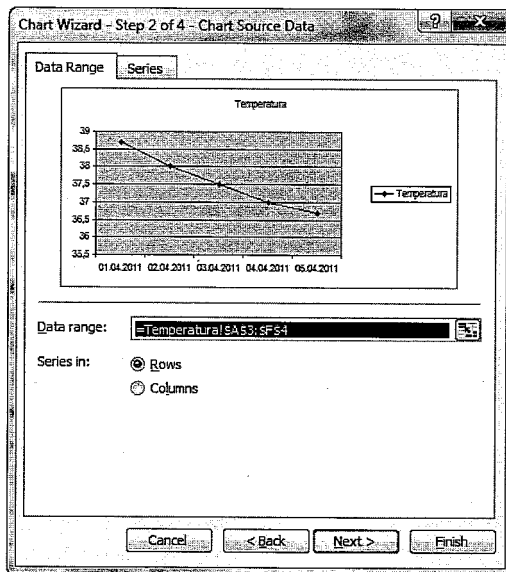 Chart Wizard - Step 2 of 4 - Chart Source Data
Data Range Series
Temperatura
39
38,5
38
37,5
37
36,5
36
35,5
01.04.2011 02.04.2011 03.04.2011 04.04.2011 05.04.2011
Temperatura
Data range: =Temperatura!$A$3:$F$4
Series in: Rows
Columns
Cancel < Back Next > Finish